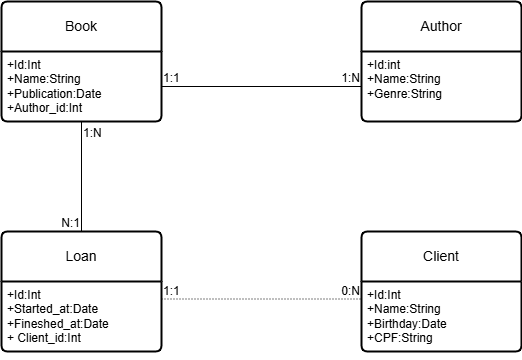 Book
+Id:Int
+Name:String
+Publication:Date
+Author_id:Int
Author
+Id:int
+Name:String
+Genre:String
1:1
1:N
1:N
N:1
Loan
+Id:Int
+Started_at:Date
+Fineshed_at:Date
+ Client_id:Int
Client
+Id:Int
+Name:String
+Birthday:Date
+CPF:String
1:1
0:N